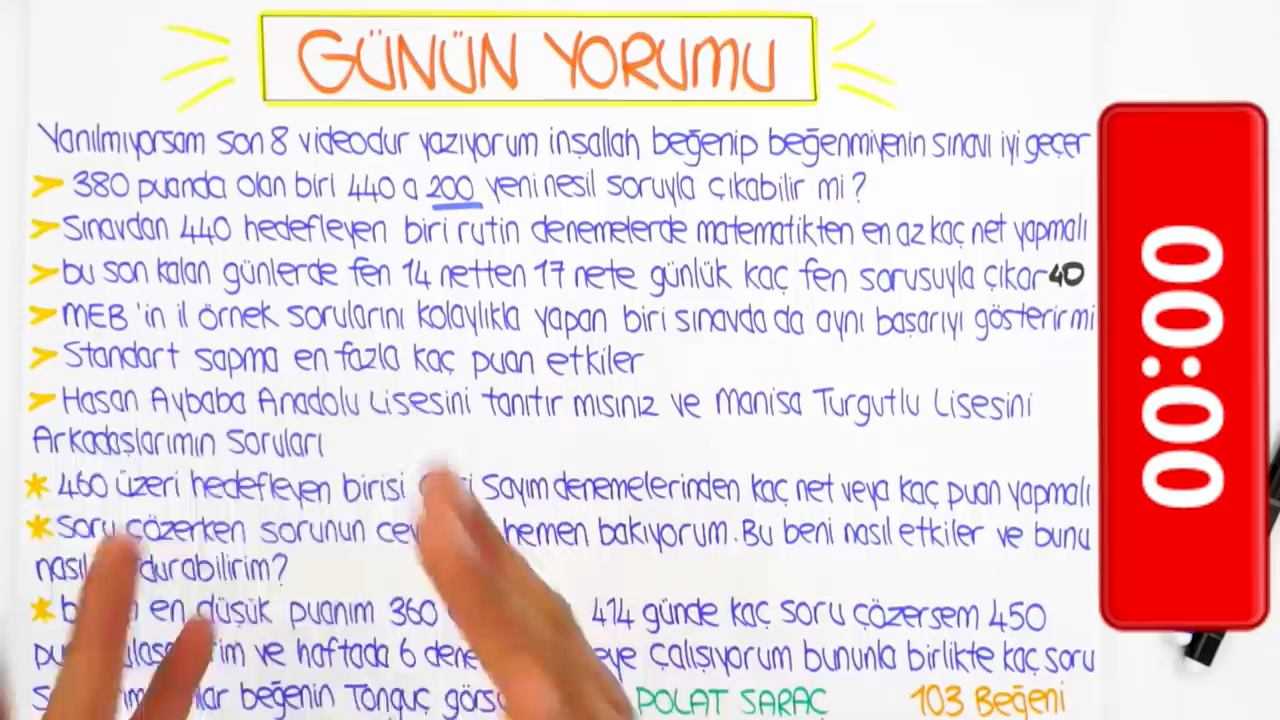 GÜNÜN YORUMU
Yanılmıyorsam son 8 videodur yazıyorum inşallah beğenip beğenmiyenin sınavı iyi geçer
➤ 380 puanda olan biri 440 a 200 yeni nesil soruyla çıkabilir mi?
➤ Sınavdan 440 hedefleyen biri rutin denemelerde matematikten en az kaç net yapmalı
➤ bu son kalan günlerde fen 14 netten 17 nete günlük kaç fen sorusuyla çıkar 40
➤ MEB'in il örnek sorularını kolaylıkla yapan biri sınavda da aynı başarıyı gösterir mi
➤ Standart sapma en fazla kaç puan etkiler
➤ Hasan Aybaba Anadolu Lisesini tanıtır mısınız ve Manisa Turgutlu Lisesini
Arkadaşlarımın Soruları
* 460 üzeri hedefleyen birisi Sayım denemelerinden kaç net veya kaç puan yapmalı
* Soru çözerken sorunun hemen bakıyorum. Bu beni nasıl etkiler ve bunu
nasıl durabilirim?
* en düşük puanım 360 414 günde kaç soru çözersem 450
ve haftada 6 çalışıyorum bununla birlikte kaç soru
beğenin Tonguç POLAT SARAÇ 103 Beğeni
00:00